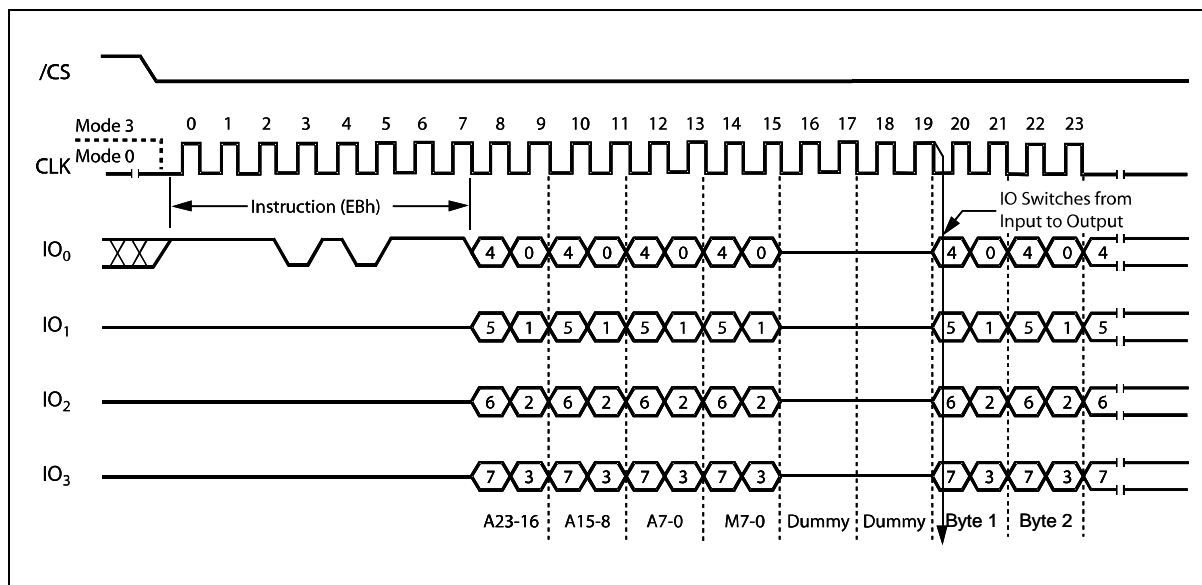 /CS
Mode 3
0 1 2 3 4 5 6 7 8 9 10 11 12 13 14 15 16 17 18 19 20 21 22 23
Mode 0
CLK
Instruction (EBh)
IO Switches from
Input to Output
IO0 4 0 4 0 4 0 4 0 4 0 4 0 4
IO1 5 1 5 1 5 1 5 1 5 1 5 1 5
IO2 6 2 6 2 6 2 6 2 6 2 6 2 6
IO3 7 3 7 3 7 3 7 3 7 3 7 3 7
A23-16 A15-8 A7-0 M7-0 Dummy Dummy Byte 1 Byte 2